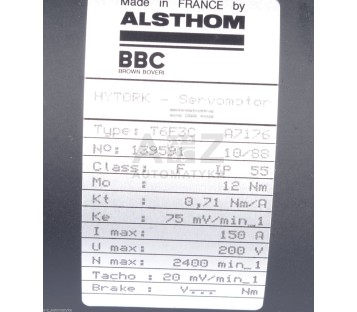 Made in FRANCE by
ALSTHOM
BBC
BROWN BOVERI
HYTORK - Servomotor
Type: T6F3C A7176
No: 139591 10/88
Class: F IP 55
Mo : 12 Nm
Kt : 0,71 Nm/A
Ke : 75 mV/min_1
I max: 150 A
U max: 200 V
N max: 2400 min_1
Tacho : 20 mV/min_1
Brake : V... Nm
AMZ